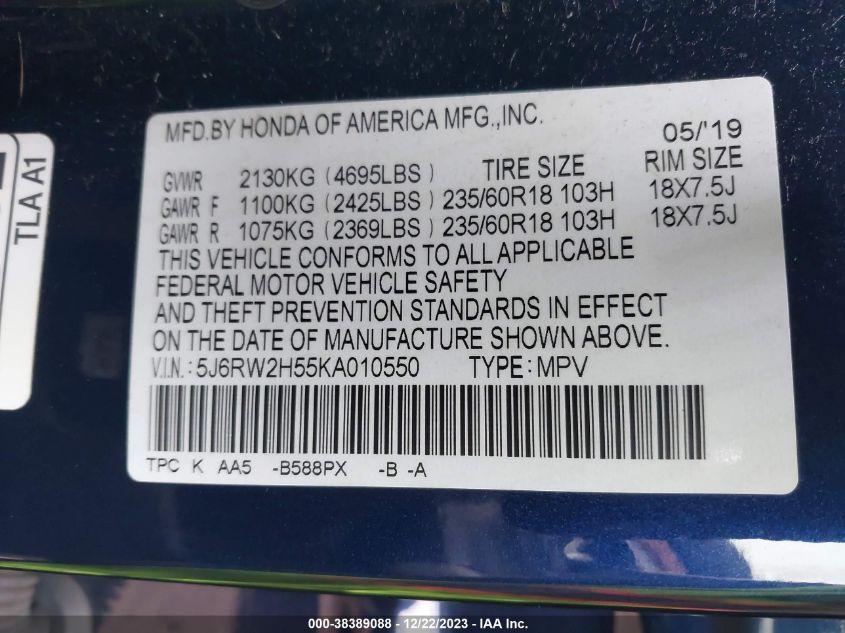 TLA A1
MFD.BY HONDA OF AMERICA MFG.,INC.
05/'19
GVWR 2130KG (4695LBS) TIRE SIZE RIM SIZE
GAWR F 1100KG (2425LBS) 235/60R18 103H 18X7.5J
GAWR R 1075KG (2369LBS) 235/60R18 103H 18X7.5J
THIS VEHICLE CONFORMS TO ALL APPLICABLE
FEDERAL MOTOR VEHICLE SAFETY
AND THEFT PREVENTION STANDARDS IN EFFECT
ON THE DATE OF MANUFACTURE SHOWN ABOVE.
V.I.N.:5J6RW2H55KA010550 TYPE:MPV
TPC K AA5 -B588PX -B -A
000-38389088 - 12/22/2023 - IAA Inc.